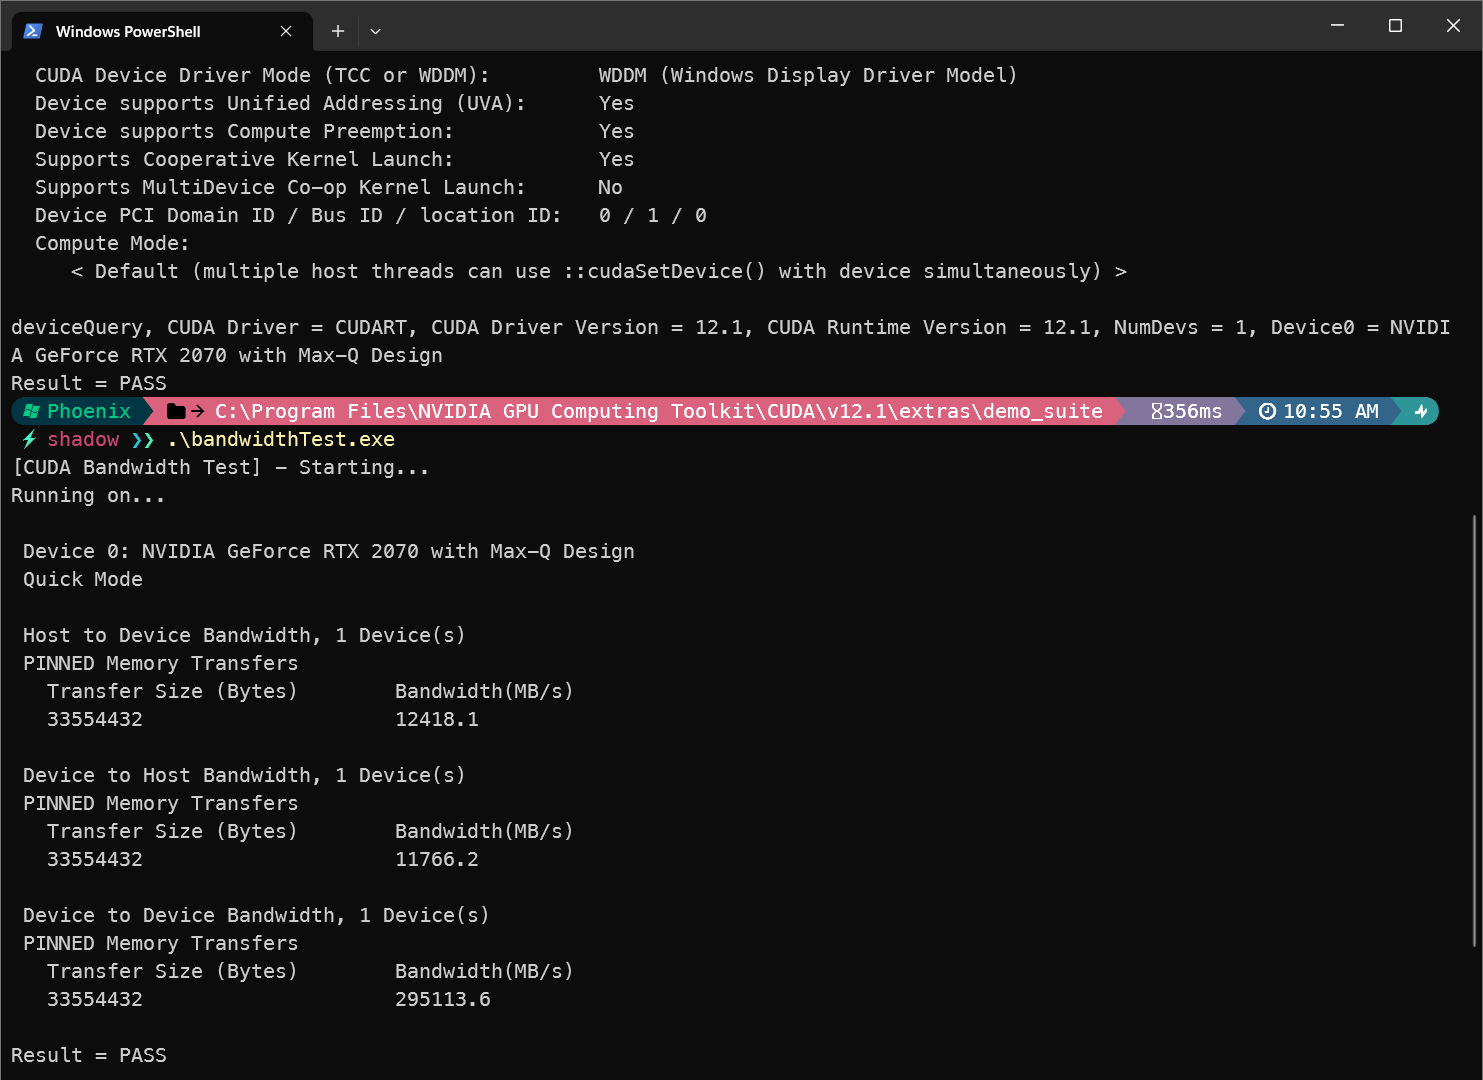 Windows PowerShell
CUDA Device Driver Mode (TCC or WDDM): WDDM (Windows Display Driver Model)
Device supports Unified Addressing (UVA): Yes
Device supports Compute Preemption: Yes
Supports Cooperative Kernel Launch: Yes
Supports MultiDevice Co-op Kernel Launch: No
Device PCI Domain ID / Bus ID / location ID: 0 / 1 / 0
Compute Mode:
< Default (multiple host threads can use ::cudaSetDevice() with device simultaneously) >
deviceQuery, CUDA Driver = CUDART, CUDA Driver Version = 12.1, CUDA Runtime Version = 12.1, NumDevs = 1, Device0 = NVIDI
A GeForce RTX 2070 with Max-Q Design
Result = PASS
Phoenix → C:\Program Files\NVIDIA GPU Computing Toolkit\CUDA\v12.1\extras\demo_suite 356ms 10:55 AM
shadow ❯❯ .\bandwidthTest.exe
[CUDA Bandwidth Test] - Starting...
Running on...
Device 0: NVIDIA GeForce RTX 2070 with Max-Q Design
Quick Mode
Host to Device Bandwidth, 1 Device(s)
PINNED Memory Transfers
Transfer Size (Bytes) Bandwidth(MB/s)
33554432 12418.1
Device to Host Bandwidth, 1 Device(s)
PINNED Memory Transfers
Transfer Size (Bytes) Bandwidth(MB/s)
33554432 11766.2
Device to Device Bandwidth, 1 Device(s)
PINNED Memory Transfers
Transfer Size (Bytes) Bandwidth(MB/s)
33554432 295113.6
Result = PASS